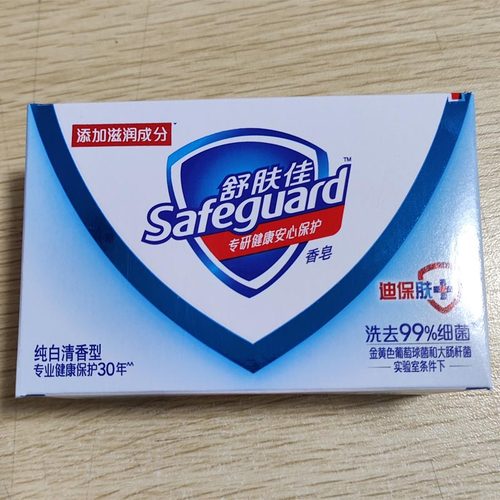 添加滋润成分
舒肤佳
Safeguard™
专研健康安心保护
香皂
迪保肤+
纯白清香型
专业健康保护30年^^
洗去99%细菌
金黄色葡萄球菌和大肠杆菌
实验室条件下